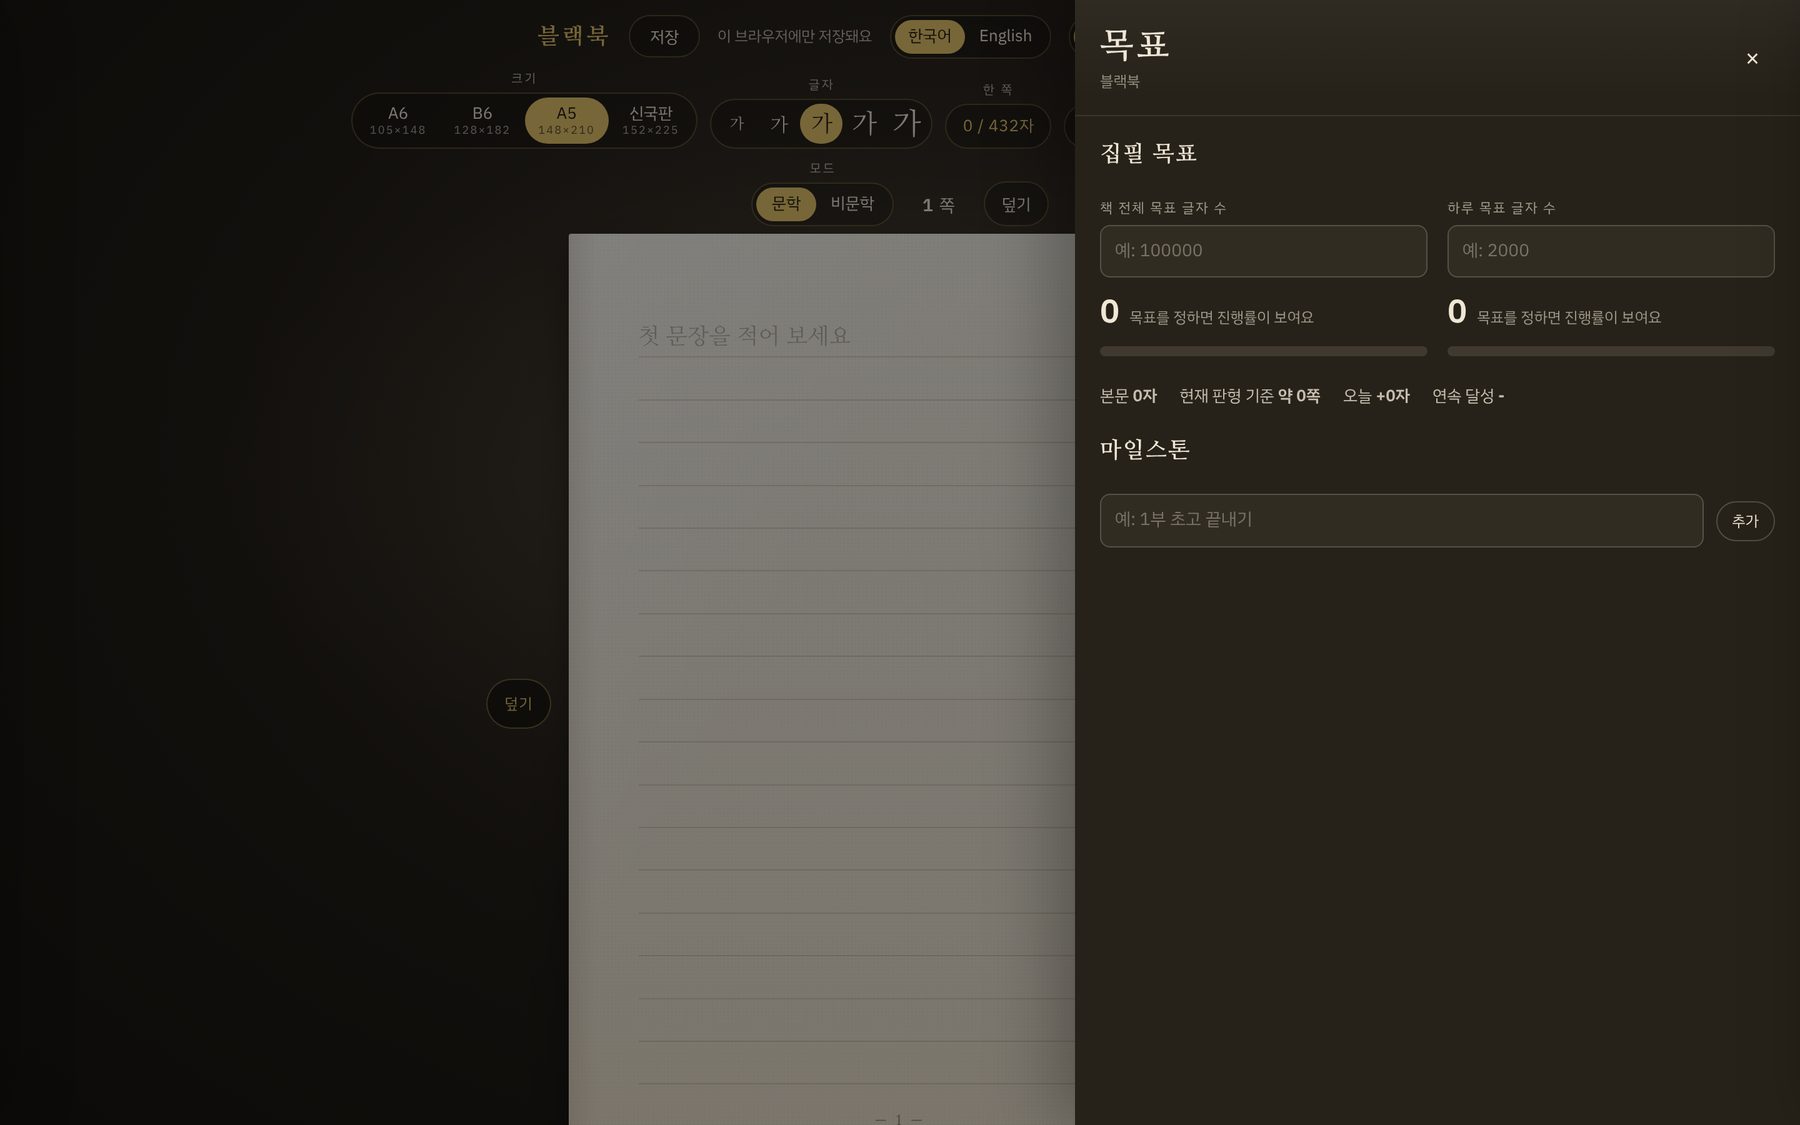 블랙북
저장
이 브라우저에만 저장돼요
한국어
English
크기
A6
105×148
B6
128×182
A5
148×210
신국판
152×225
글자
가 가 가 가 가
한 쪽
0 / 432자
모드
문학
비문학
1 쪽
덮기
첫 문장을 적어 보세요
덮기
— 1 —
목표
블랙북
×
집필 목표
책 전체 목표 글자 수
예: 100000
0 목표를 정하면 진행률이 보여요
하루 목표 글자 수
예: 2000
0 목표를 정하면 진행률이 보여요
본문 0자 현재 판형 기준 약 0쪽 오늘 +0자 연속 달성 -
마일스톤
예: 1부 초고 끝내기
추가